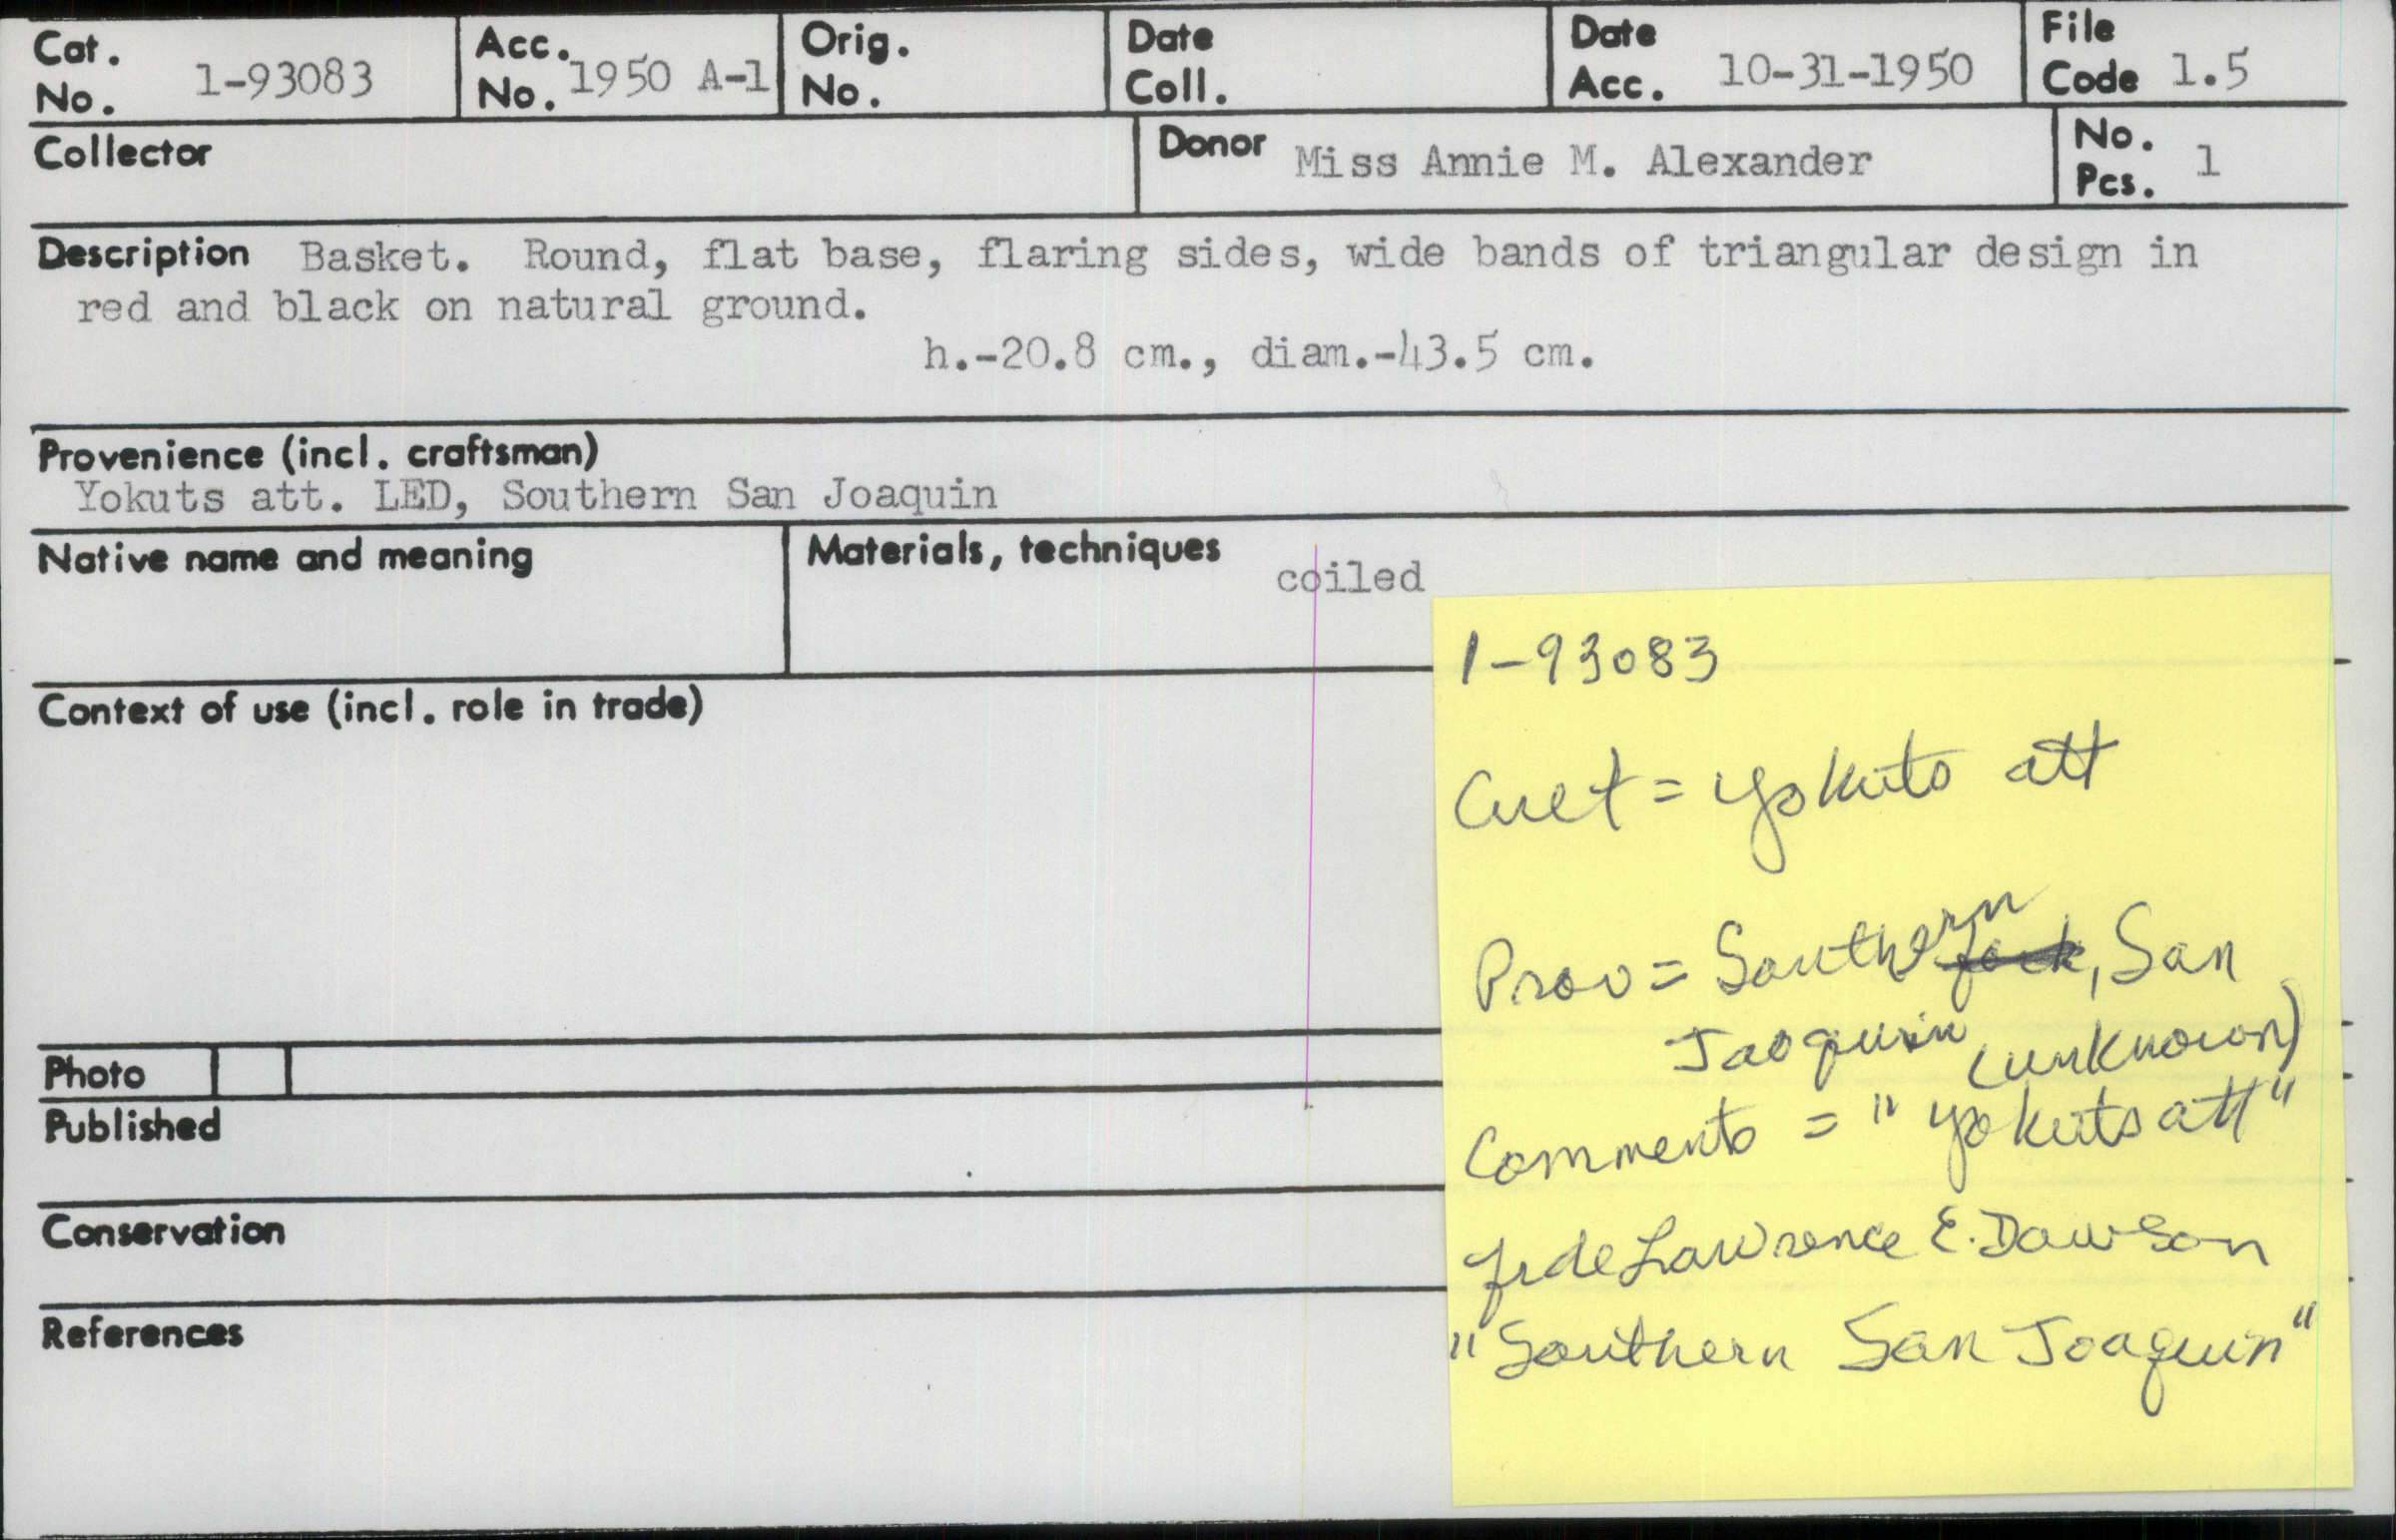 Cat. No. 1-93083
Acc. No. 1950 A-1
Orig. No.
Date Coll.
Date Acc. 10-31-1950
File Code 1.5
Collector
Donor Miss Annie M. Alexander
No. Pcs. 1
Description Basket. Round, flat base, flaring sides, wide bands of triangular design in
red and black on natural ground.
h.-20.8 cm., diam.-43.5 cm.
Provenience (incl. craftsman)
Yokuts att. LED, Southern San Joaquin
Native name and meaning
Materials, techniques coiled
Context of use (incl. role in trade)
Photo
Published
Conservation
References
1-93083
Cult = Yokuts att
Prov = Southern, San
Jaoquin (unknown)
Comments = "Yokuts att"
fide Lawrence E. Dawson
"Southern San Joaquin"